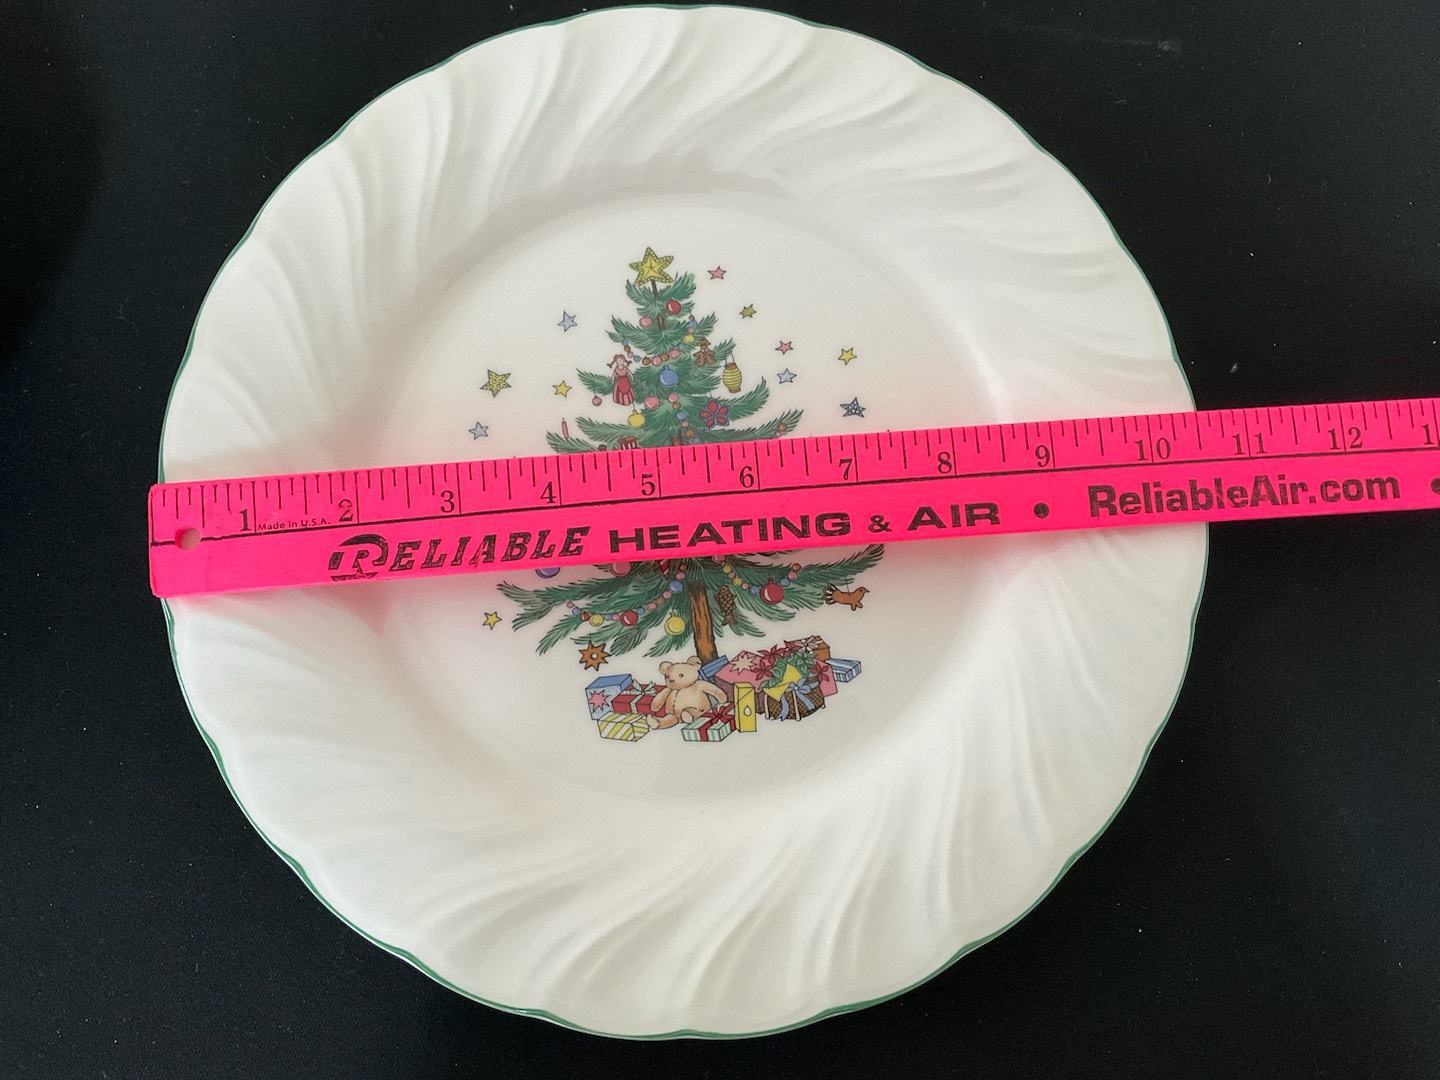 1 2 3 4 5 6 7 8 9 10 11 12 1
Made in U.S.A.
RELIABLE HEATING & AIR • ReliableAir.com •